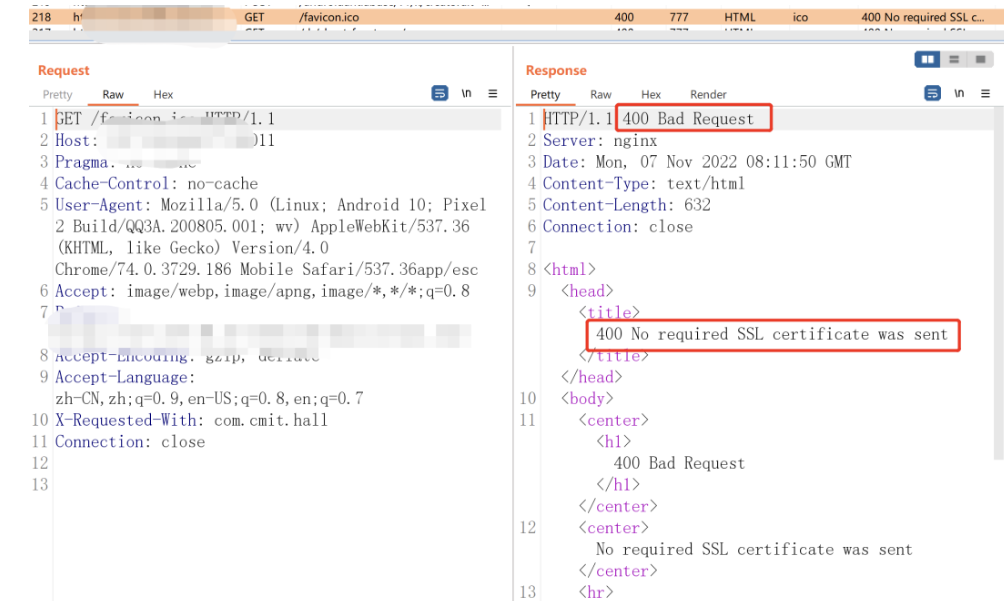 218
GET
/favicon.ico
400
777
HTML
ico
400 No required SSL c...
Request
Pretty
Raw
Hex
\n
1 GET /favicon.ico HTTP/1.1
2 Host:
3 Pragma: no-cache
4 Cache-Control: no-cache
5 User-Agent: Mozilla/5.0 (Linux; Android 10; Pixel
2 Build/QQ3A.200805.001; wv) AppleWebKit/537.36
(KHTML, like Gecko) Version/4.0
Chrome/74.0.3729.186 Mobile Safari/537.36app/esc
6 Accept: image/webp,image/apng,image/*,*/*;q=0.8
7
8 Accept-Encoding: gzip, deflate
9 Accept-Language:
zh-CN,zh;q=0.9,en-US;q=0.8,en;q=0.7
10 X-Requested-With: com.cmit.hall
11 Connection: close
12
13
Response
Pretty
Raw
Hex
Render
\n
1 HTTP/1.1 400 Bad Request
2 Server: nginx
3 Date: Mon, 07 Nov 2022 08:11:50 GMT
4 Content-Type: text/html
5 Content-Length: 632
6 Connection: close
7
8 <html>
9 <head>
<title>
400 No required SSL certificate was sent
</title>
</head>
10 <body>
11 <center>
<h1>
400 Bad Request
</h1>
</center>
12 <center>
No required SSL certificate was sent
</center>
13 <hr>